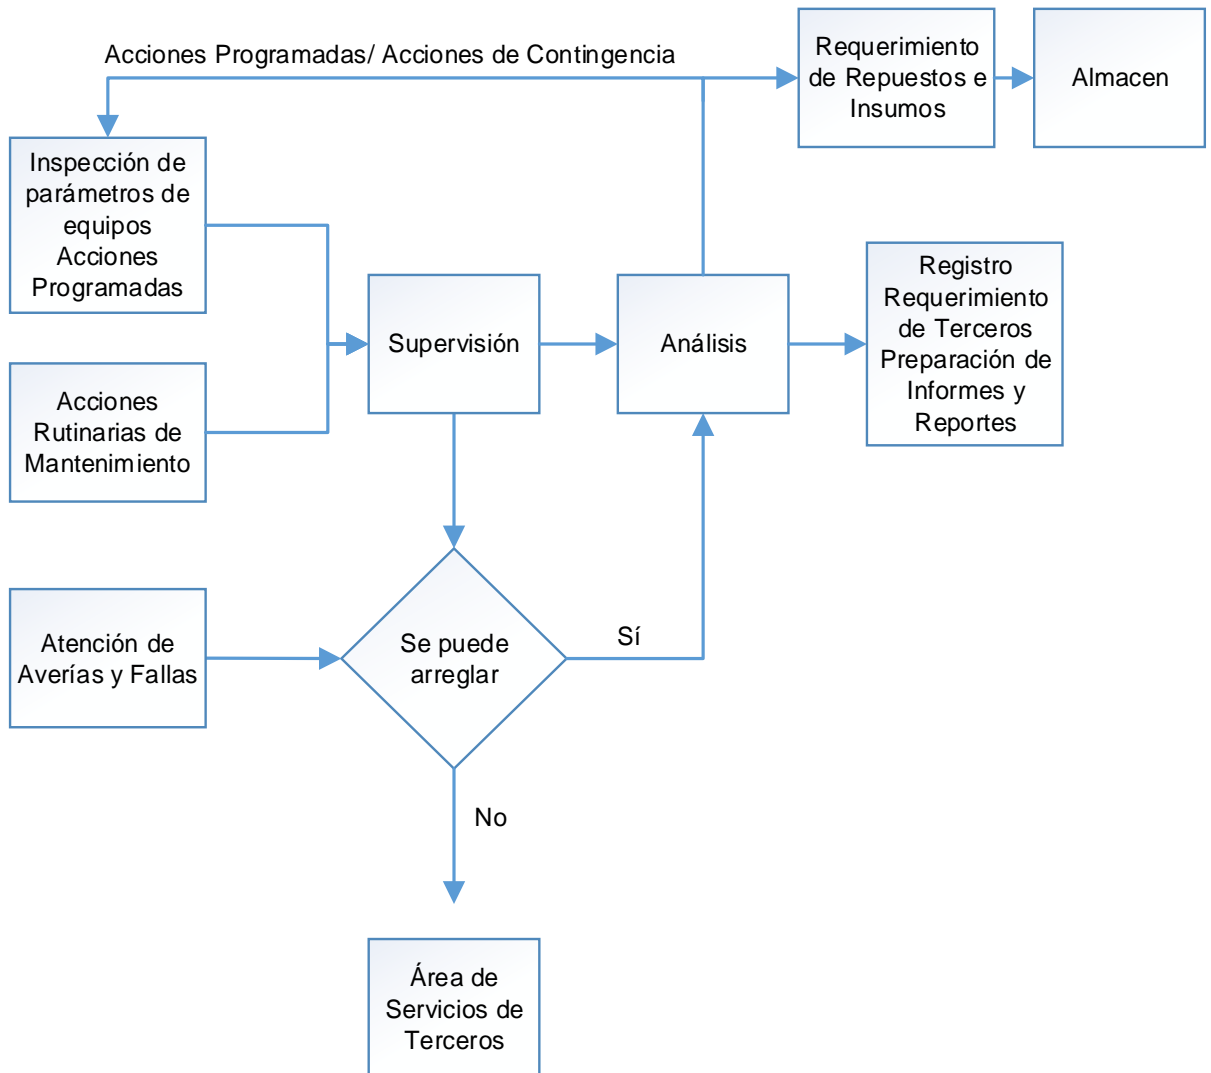 Acciones Programadas/ Acciones de Contingencia
Requerimiento
de Repuestos e
Insumos
Almacen
Inspección de
parámetros de
equipos
Acciones
Programadas
Supervisión
Análisis
Registro
Requerimiento
de Terceros
Preparación de
Informes y
Reportes
Acciones
Rutinarias de
Mantenimiento
Atención de
Averías y Fallas
Se puede
arreglar
Sí
No
Área de
Servicios de
Terceros